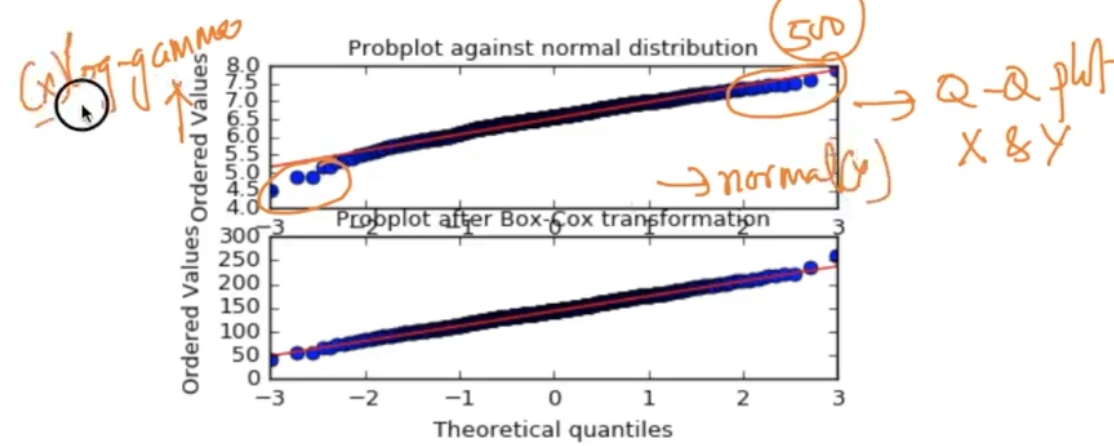 500
log-gamma
Probplot against normal distribution
Ordered Values
8.0
7.5
7.0
6.5
6.0
5.5
5.0
4.5
4.0
−3 −2 −1 0 1 2 3
→ Q-Q plot
X & Y
→ normal(x)
Probplot after Box-Cox transformation
Ordered Values
300
250
200
150
100
50
0
−3 −2 −1 0 1 2 3
Theoretical quantiles